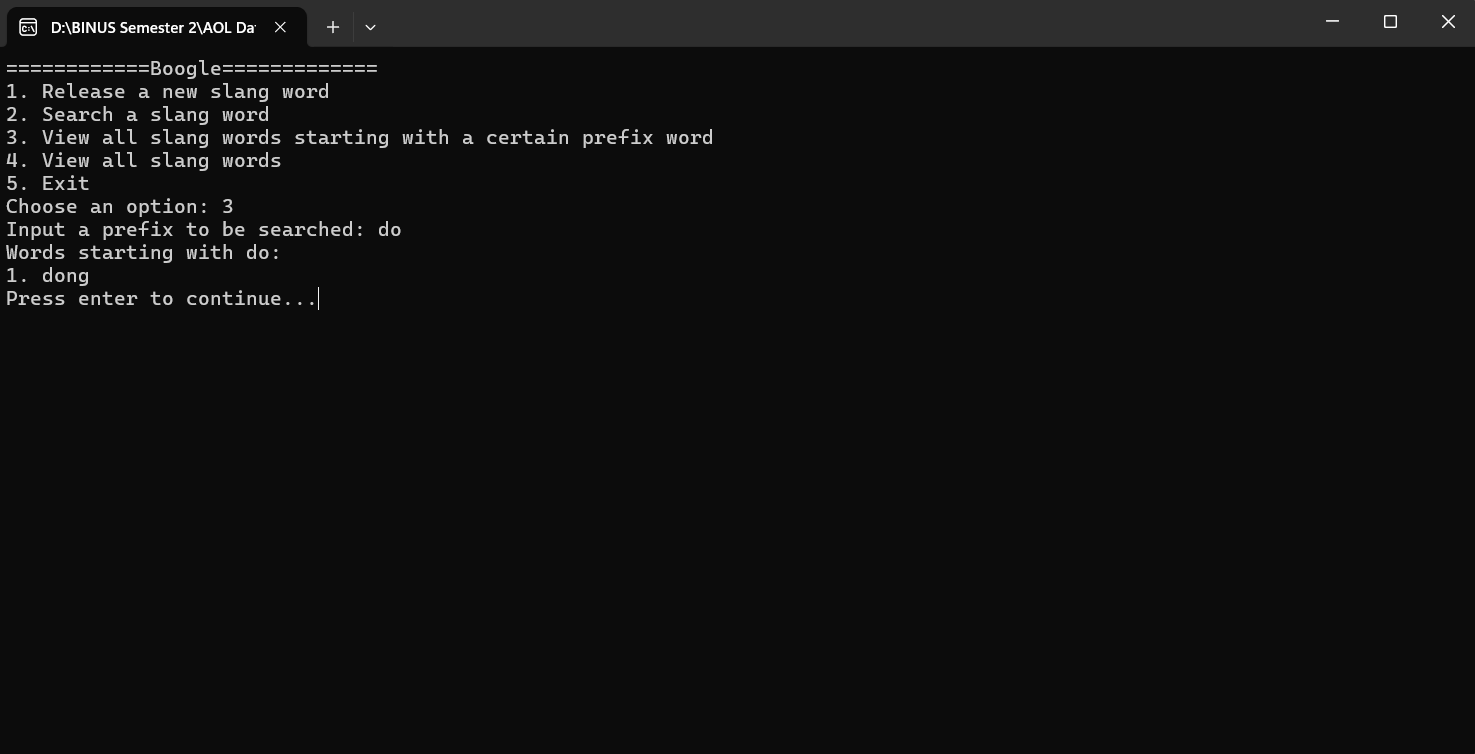 D:\BINUS Semester 2\AOL Da
============Boogle=============
1. Release a new slang word
2. Search a slang word
3. View all slang words starting with a certain prefix word
4. View all slang words
5. Exit
Choose an option: 3
Input a prefix to be searched: do
Words starting with do:
1. dong
Press enter to continue...